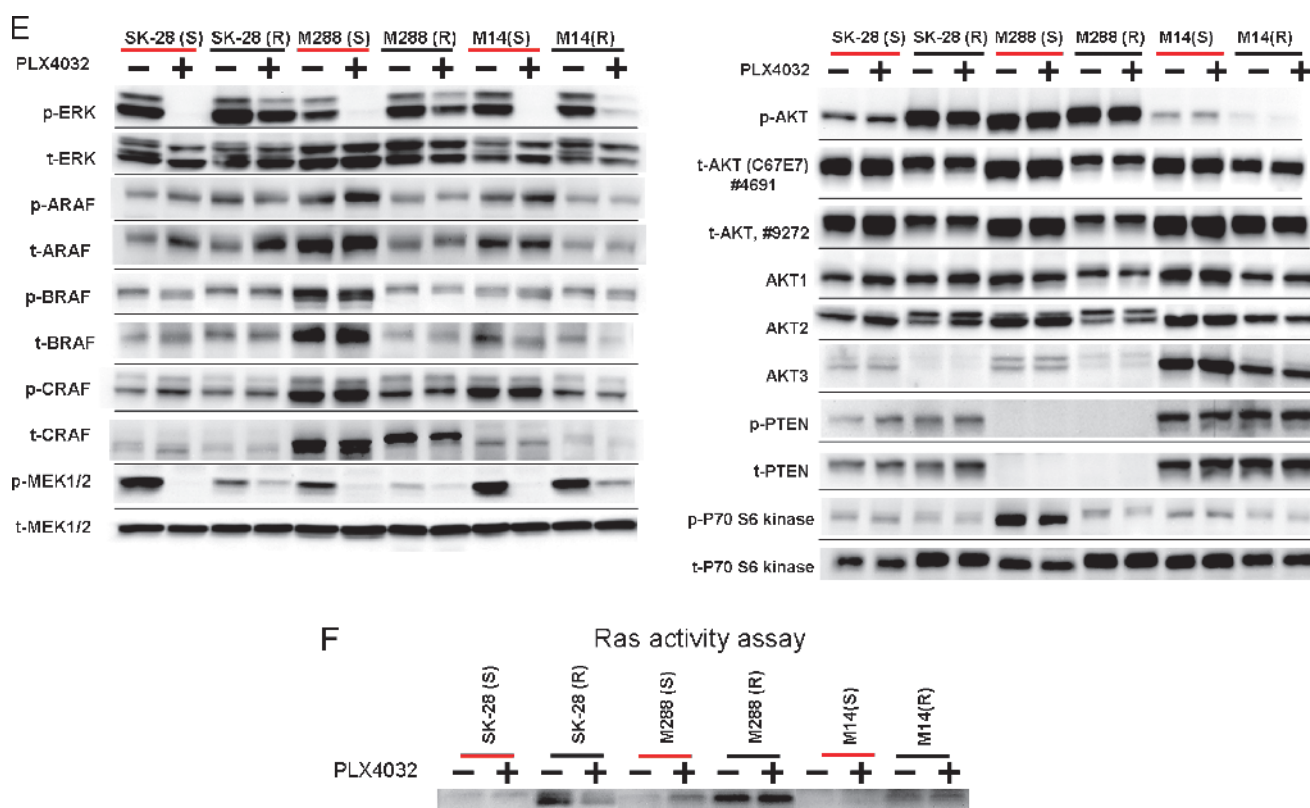 E
SK-28 (S) SK-28 (R) M288 (S) M288 (R) M14(S) M14(R)
PLX4032 − + − + − + − + − + − +
p-ERK
t-ERK
p-ARAF
t-ARAF
p-BRAF
t-BRAF
p-CRAF
t-CRAF
p-MEK1/2
t-MEK1/2
SK-28 (S) SK-28 (R) M288 (S) M288 (R) M14(S) M14(R)
PLX4032 − + − + − + − + − + − +
p-AKT
t-AKT (C67E7)
#4691
t-AKT, #9272
AKT1
AKT2
AKT3
p-PTEN
t-PTEN
p-P70 S6 kinase
t-P70 S6 kinase
F Ras activity assay
SK-28 (S) SK-28 (R) M288 (S) M288 (R) M14(S) M14(R)
PLX4032 − + − + − + − + − + − +